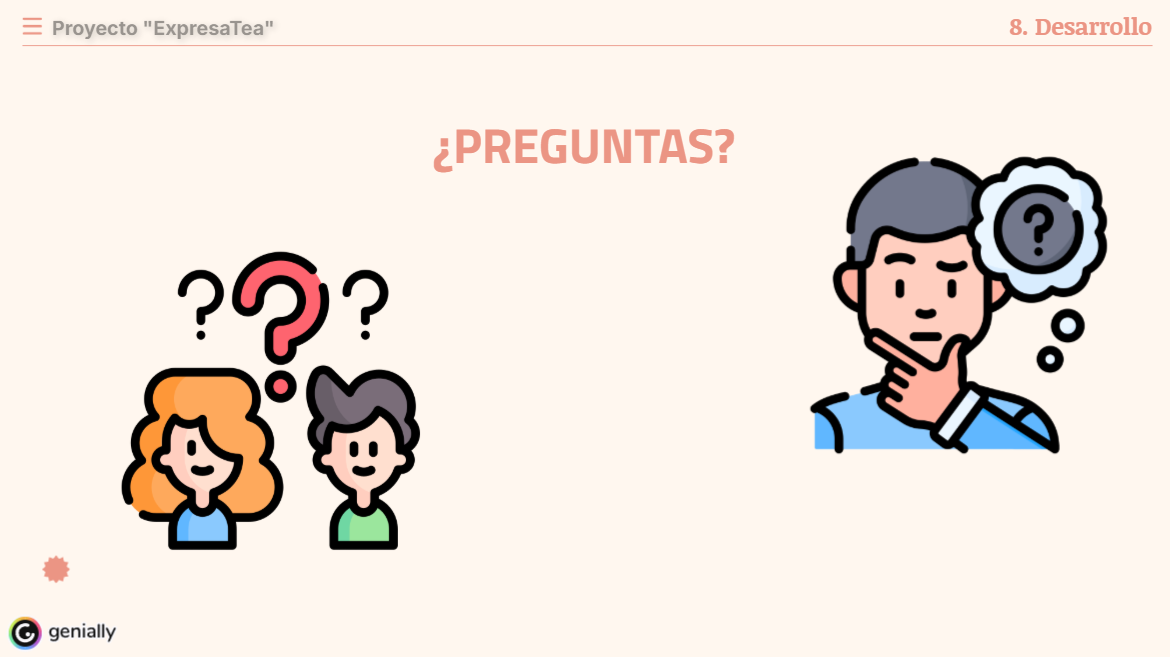 Proyecto "ExpresaTea"
8. Desarrollo
¿PREGUNTAS?
?
? ? ?
genially